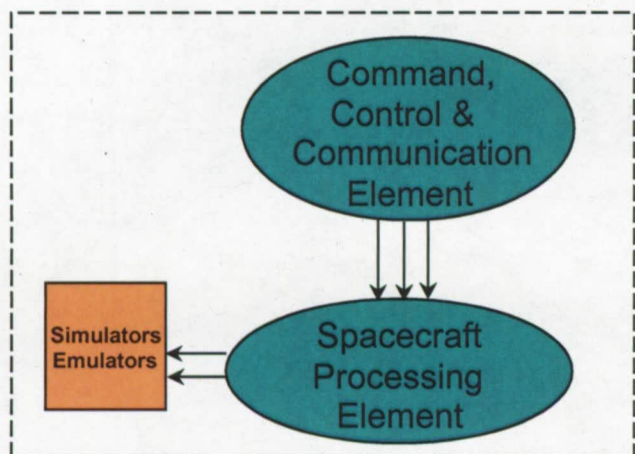 Command,
Control &
Communication
Element
Simulators
Emulators
Spacecraft
Processing
Element